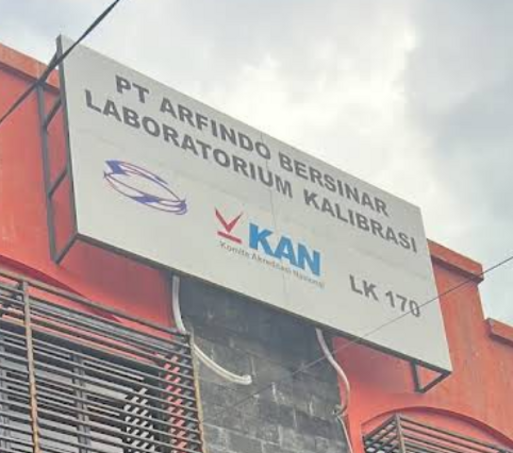 PT ARFINDO BERSINAR
LABORATORIUM KALIBRASI
KAN
Komite Akreditasi Nasional
LK 170